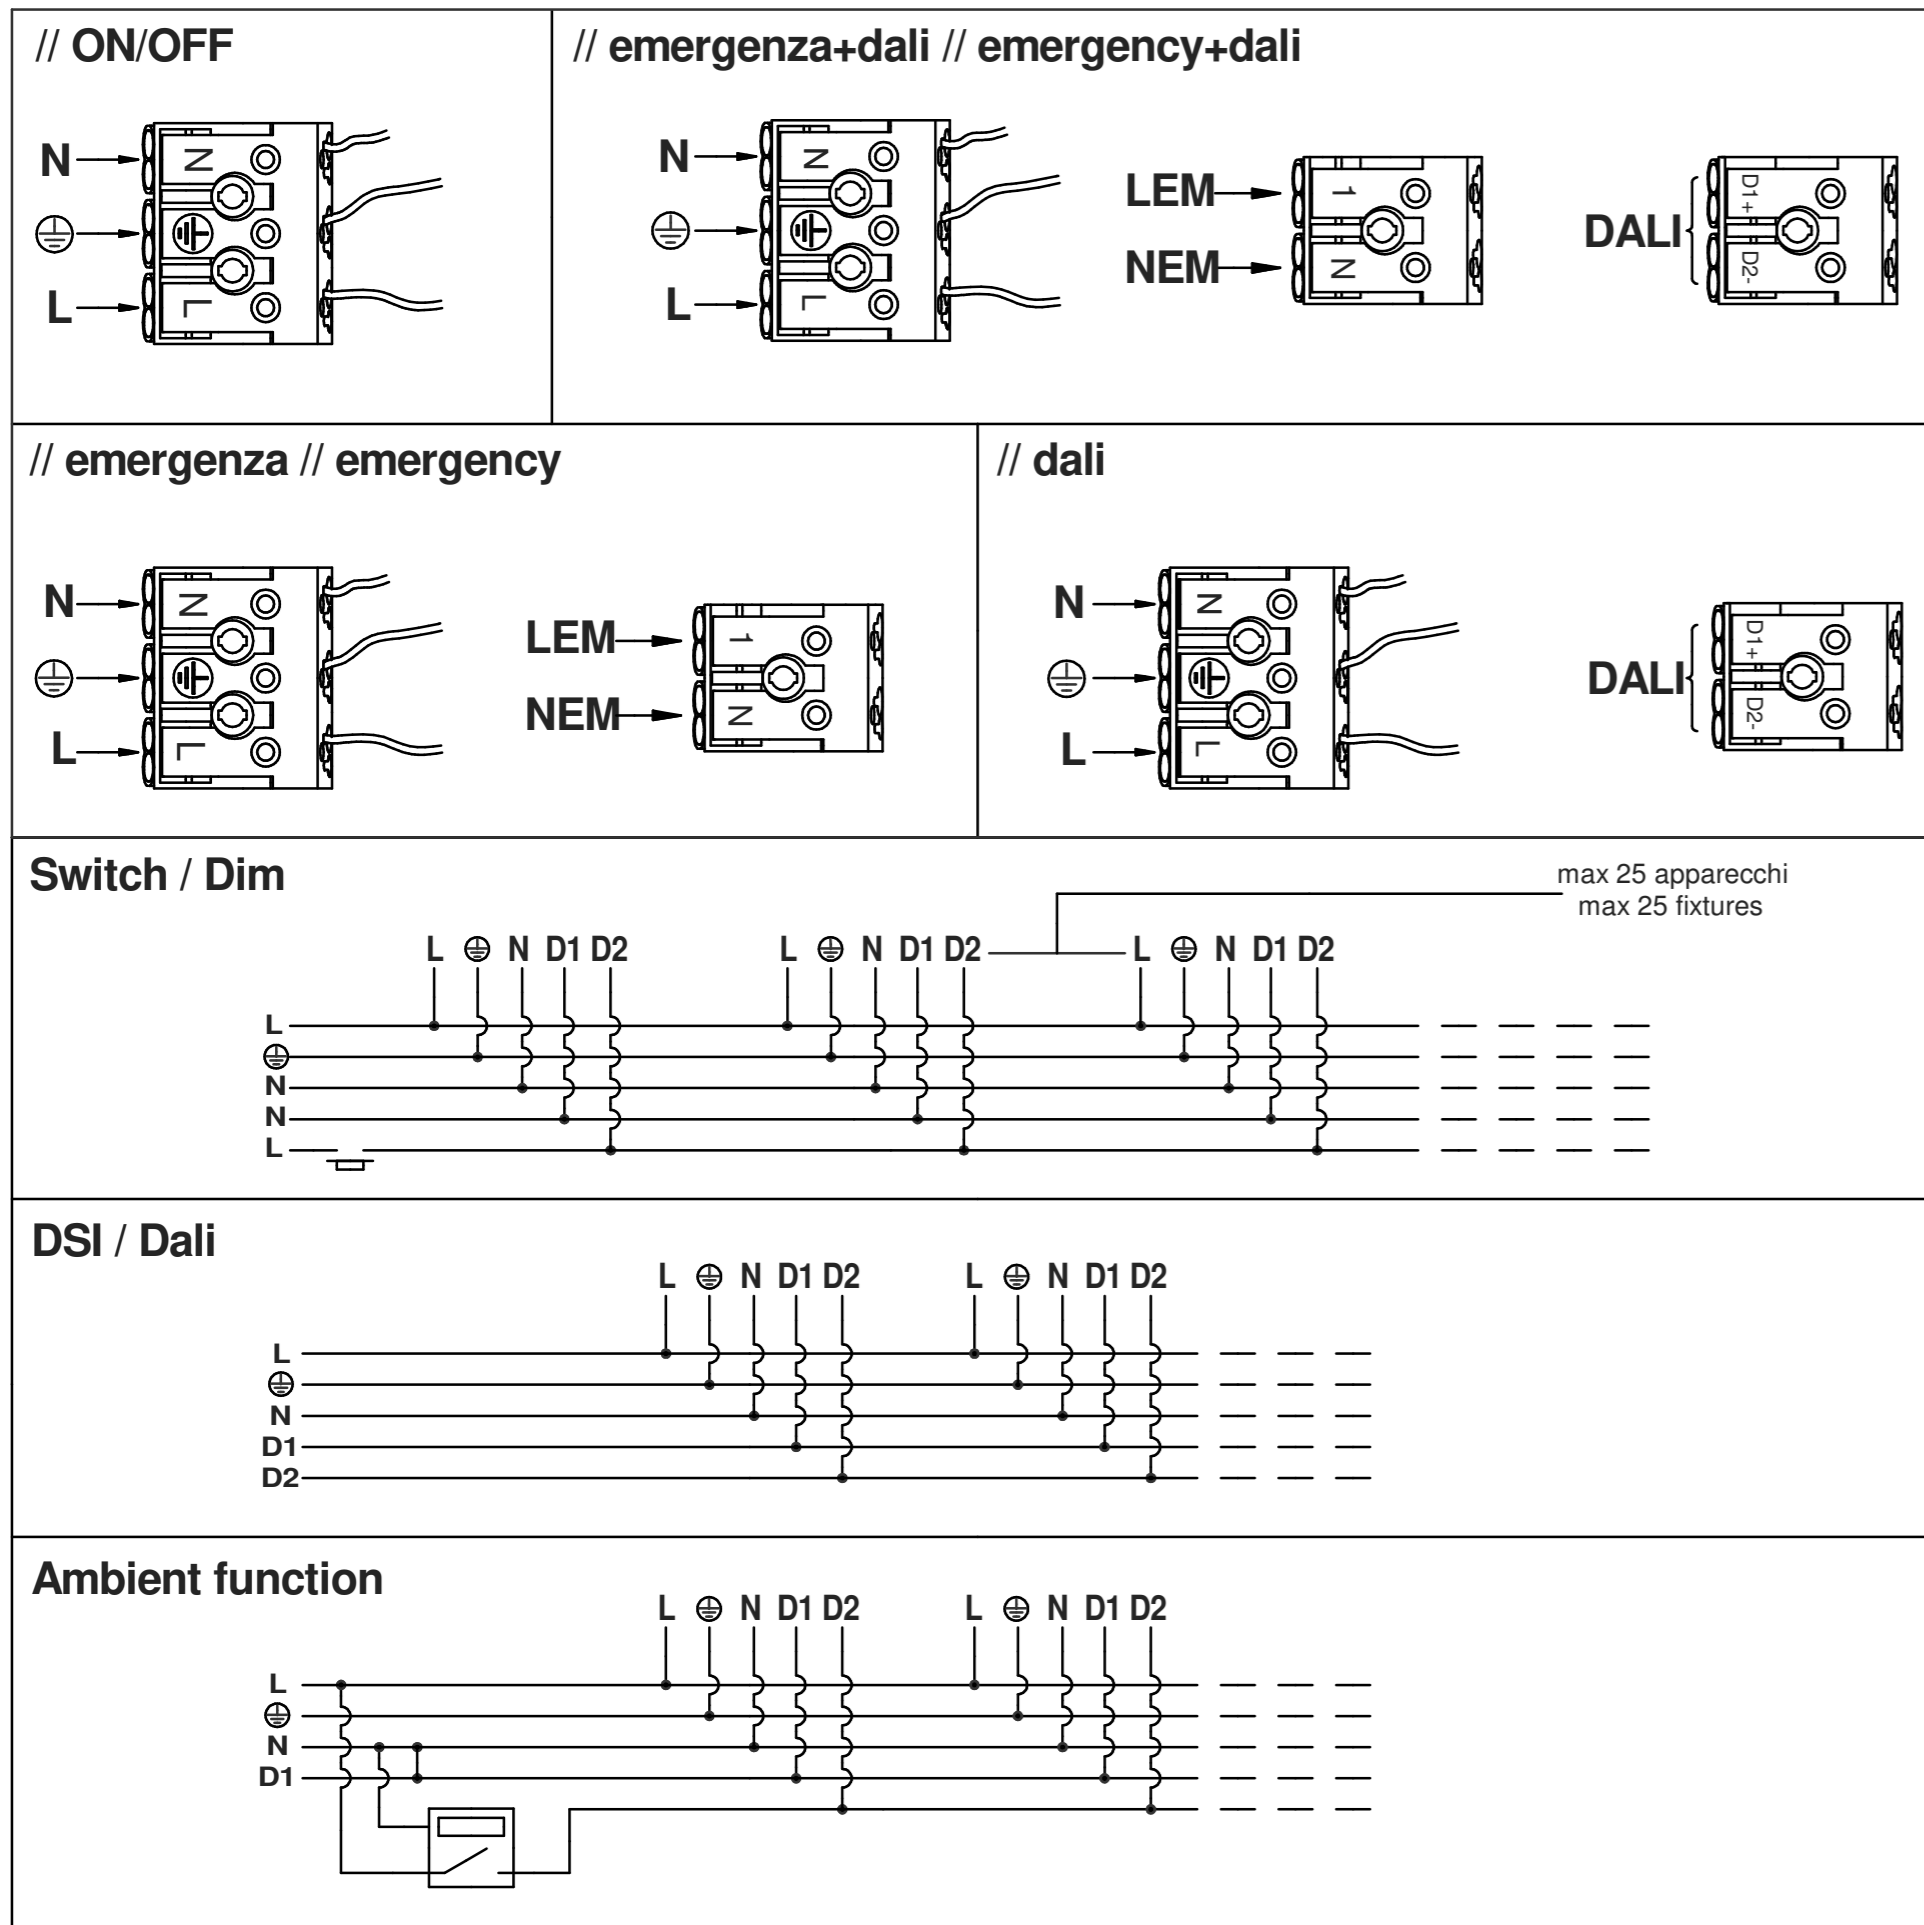 // ON/OFF
N
N
L
L
// emergenza+dali // emergency+dali
N
N
L
L
LEM
1
NEM
N
DALI
D1 +
D2-
// emergenza // emergency
N
N
L
L
LEM
1
NEM
N
// dali
N
N
L
L
DALI
D1 +
D2-
Switch / Dim
max 25 apparecchi
max 25 fixtures
L N D1 D2 L N D1 D2 L N D1 D2
L
N
N
L
DSI / Dali
L N D1 D2 L N D1 D2
L
N
D1
D2
Ambient function
L N D1 D2 L N D1 D2
L
N
D1